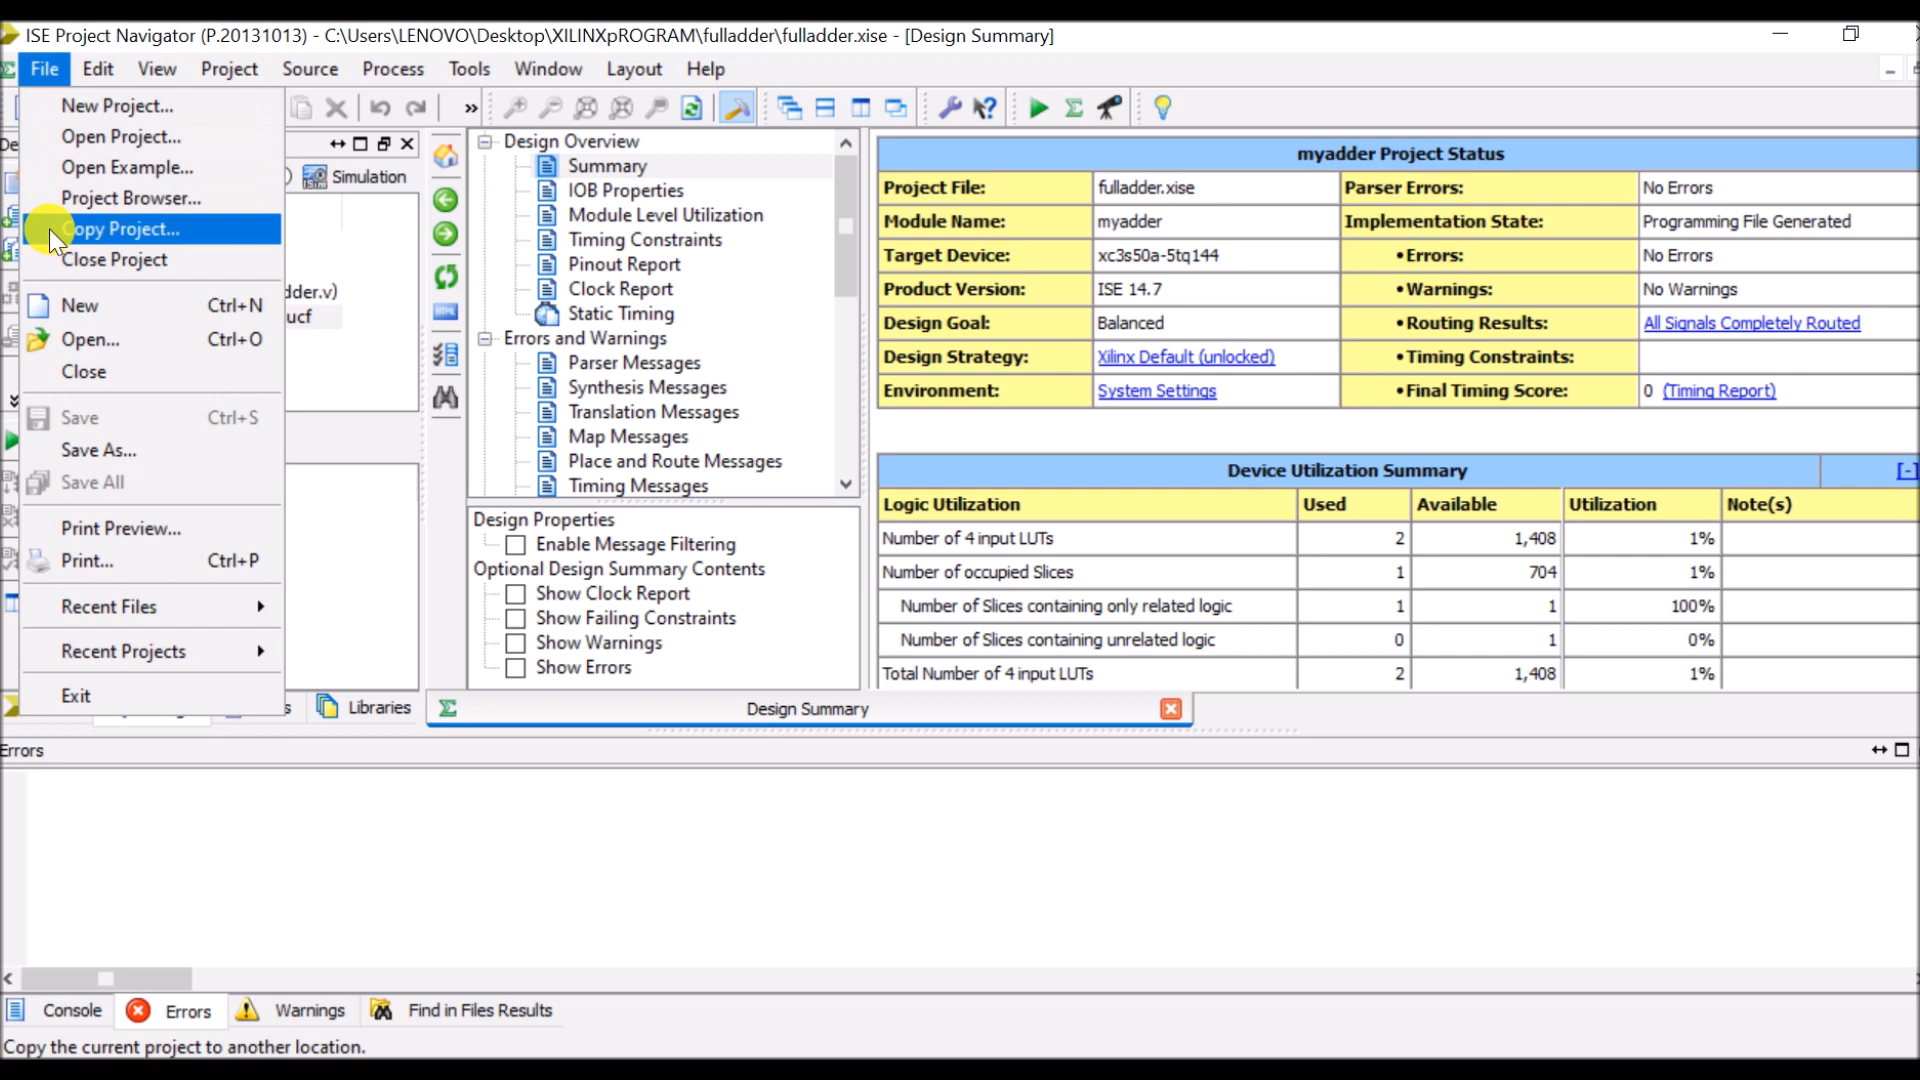 ISE Project Navigator (P.20131013) - C:\Users\LENOVO\Desktop\XILINXpROGRAM\fulladder\fulladder.xise - [Design Summary]
File Edit View Project Source Process Tools Window Layout Help
New Project...
Open Project...
Open Example...
Project Browser...
Copy Project...
Close Project
New Ctrl+N
Open... Ctrl+O
Close
Save Ctrl+S
Save As...
Save All
Print Preview...
Print... Ctrl+P
Recent Files
Recent Projects
Exit
Simulation
dder.v)
ucf
Libraries
Design Overview
Summary
IOB Properties
Module Level Utilization
Timing Constraints
Pinout Report
Clock Report
Static Timing
Errors and Warnings
Parser Messages
Synthesis Messages
Translation Messages
Map Messages
Place and Route Messages
Timing Messages
Design Properties
Enable Message Filtering
Optional Design Summary Contents
Show Clock Report
Show Failing Constraints
Show Warnings
Show Errors
Design Summary
myadder Project Status
Project File: fulladder.xise Parser Errors: No Errors
Module Name: myadder Implementation State: Programming File Generated
Target Device: xc3s50a-5tq144 •Errors: No Errors
Product Version: ISE 14.7 •Warnings: No Warnings
Design Goal: Balanced •Routing Results: All Signals Completely Routed
Design Strategy: Xilinx Default (unlocked) •Timing Constraints:
Environment: System Settings •Final Timing Score: 0 (Timing Report)
Device Utilization Summary [-]
Logic Utilization Used Available Utilization Note(s)
Number of 4 input LUTs 2 1,408 1%
Number of occupied Slices 1 704 1%
Number of Slices containing only related logic 1 1 100%
Number of Slices containing unrelated logic 0 1 0%
Total Number of 4 input LUTs 2 1,408 1%
Errors
Console Errors Warnings Find in Files Results
Copy the current project to another location.